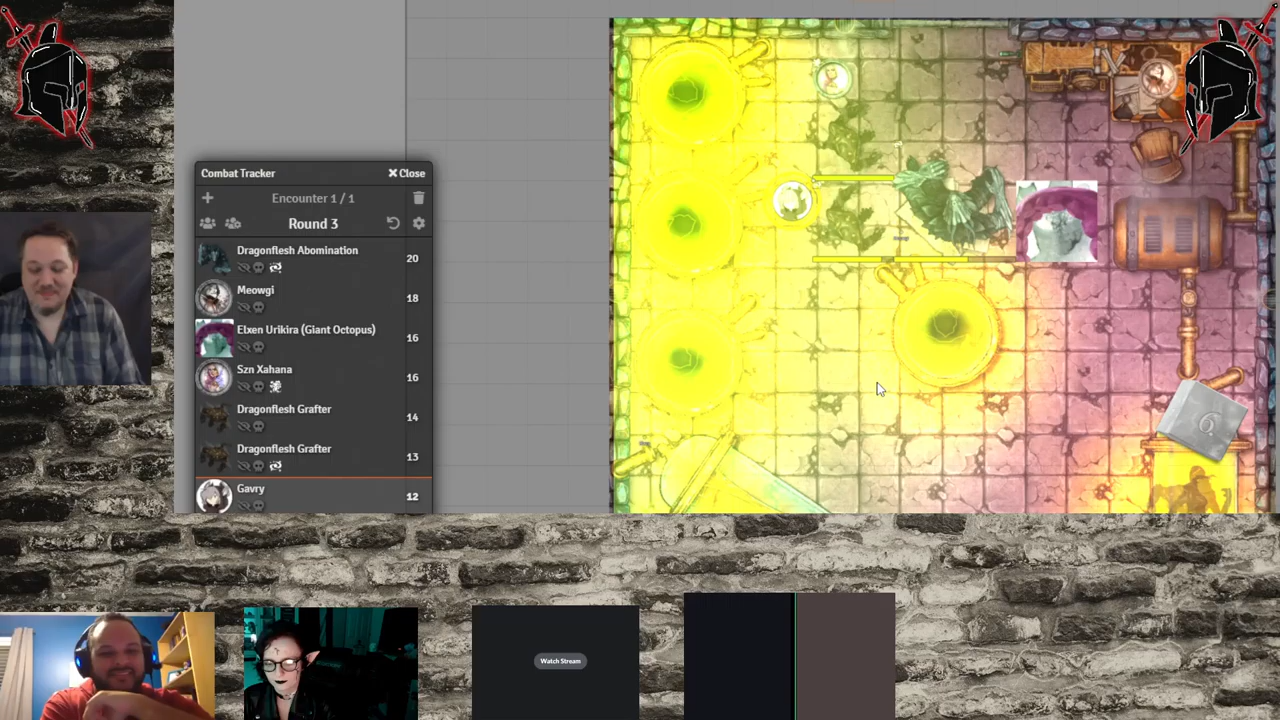 Combat Tracker
Close
Encounter 1 / 1
Round 3
Dragonflesh Abomination 20
Meowgi 18
Elxen Urikira (Giant Octopus) 16
Szn Xahana 16
Dragonflesh Grafter 14
Dragonflesh Grafter 13
Gavry 12
6.
Watch Stream